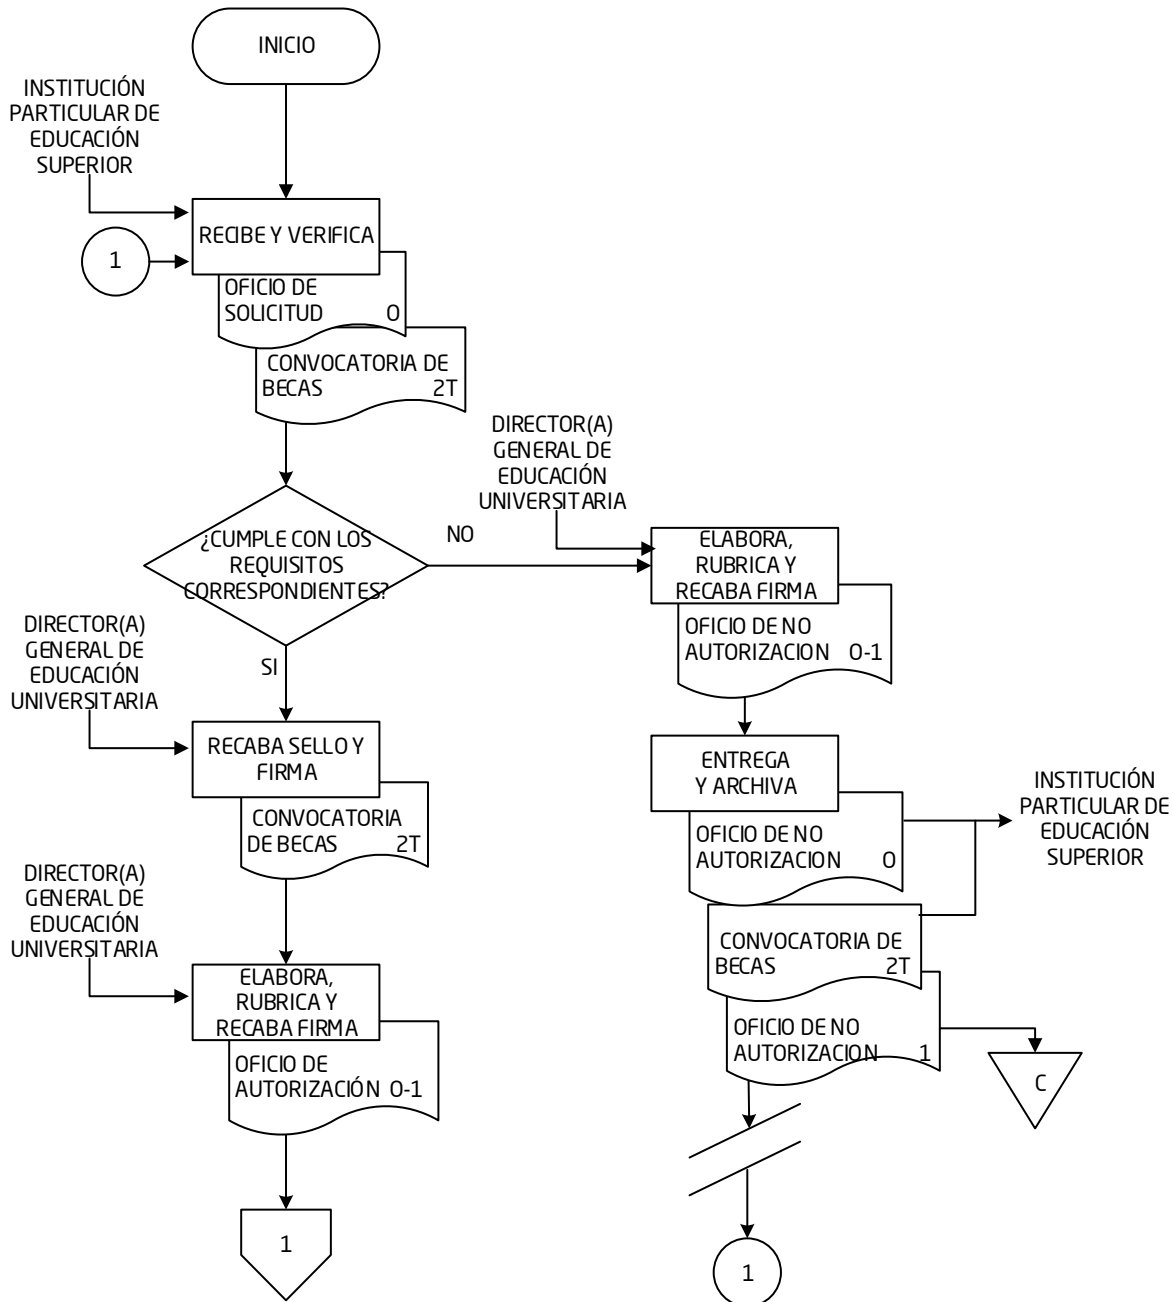 INICIO
INSTITUCIÓN
PARTICULAR DE
EDUCACIÓN
SUPERIOR
RECIBE Y VERIFICA
1
OFICIO DE
SOLICITUD O
CONVOCATORIA DE
BECAS 2T
¿CUMPLE CON LOS
REQUISITOS
CORRESPONDIENTES?
NO
SI
DIRECTOR(A)
GENERAL DE
EDUCACIÓN
UNIVERSITARIA
ELABORA,
RUBRICA Y
RECABA FIRMA
OFICIO DE NO
AUTORIZACION O-1
DIRECTOR(A)
GENERAL DE
EDUCACIÓN
UNIVERSITARIA
RECABA SELLO Y
FIRMA
CONVOCATORIA
DE BECAS 2T
ENTREGA
Y ARCHIVA
OFICIO DE NO
AUTORIZACION O
INSTITUCIÓN
PARTICULAR DE
EDUCACIÓN
SUPERIOR
CONVOCATORIA DE
BECAS 2T
OFICIO DE NO
AUTORIZACION 1
C
DIRECTOR(A)
GENERAL DE
EDUCACIÓN
UNIVERSITARIA
ELABORA,
RUBRICA Y
RECABA FIRMA
OFICIO DE
AUTORIZACIÓN O-1
1
1